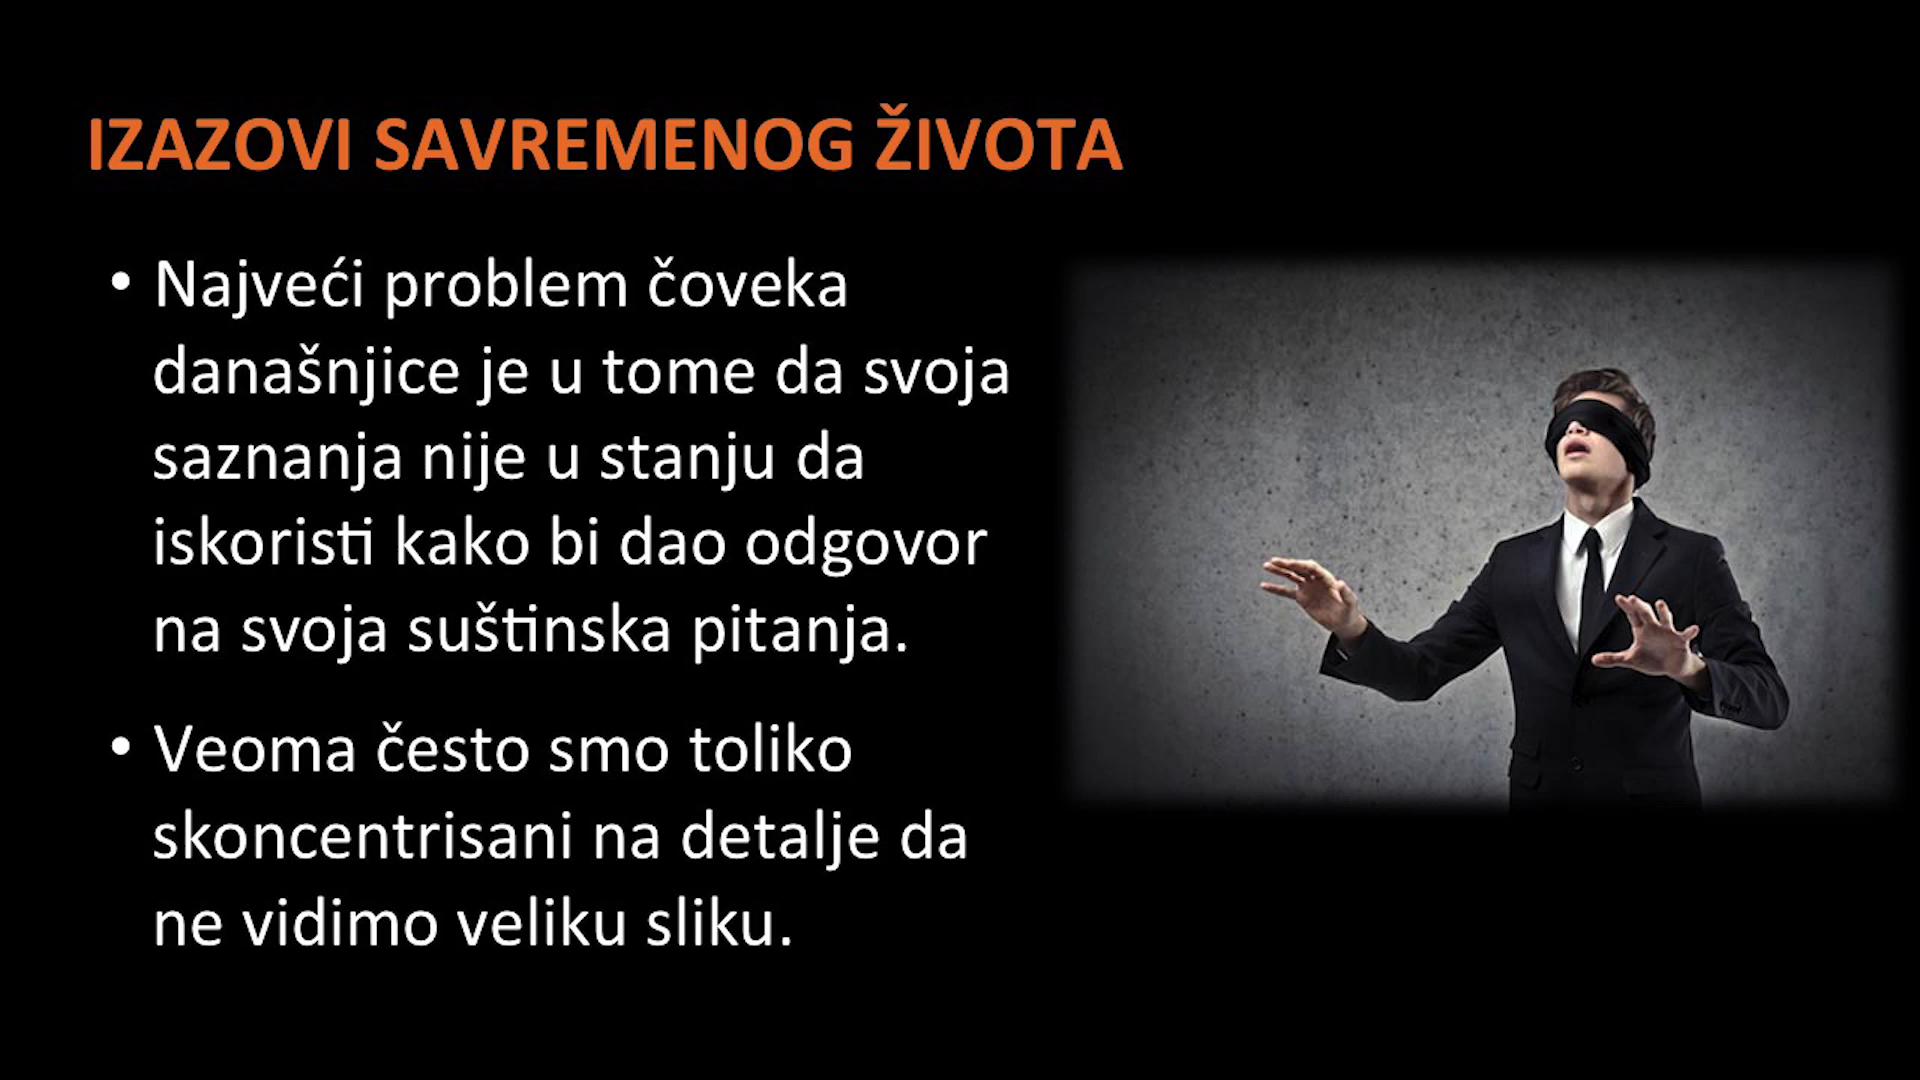 IZAZOVI SAVREMENOG ŽIVOTA
• Najveći problem čoveka
današnjice je u tome da svoja
saznanja nije u stanju da
iskoristi kako bi dao odgovor
na svoja suštinska pitanja.
• Veoma često smo toliko
skoncentrisani na detalje da
ne vidimo veliku sliku.